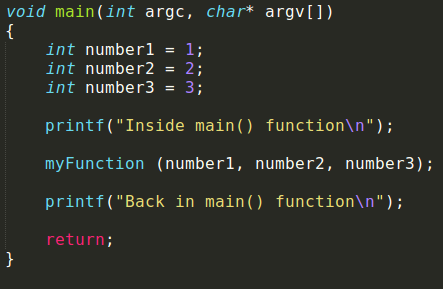 void main(int argc, char* argv[])
{
    int number1 = 1;
    int number2 = 2;
    int number3 = 3;

    printf("Inside main() function\n");

    myFunction (number1, number2, number3);

    printf("Back in main() function\n");

    return;
}